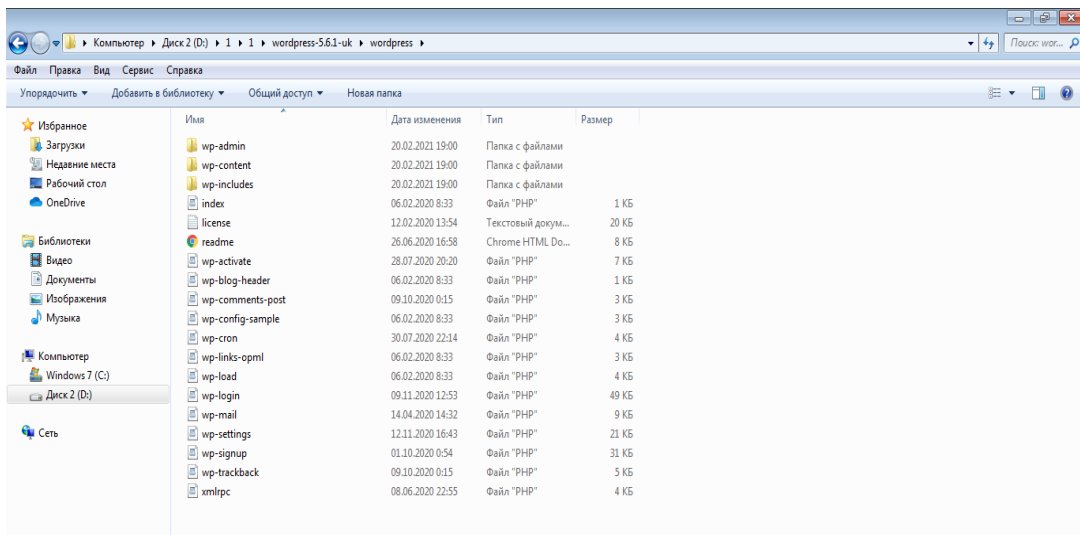 Компьютер ▸ Диск 2 (D:) ▸ 1 ▸ 1 ▸ wordpress-5.6.1-uk ▸ wordpress ▸
Поиск: wor...
Файл Правка Вид Сервис Справка
Упорядочить Добавить в библиотеку Общий доступ Новая папка
Избранное
Загрузки
Недавние места
Рабочий стол
OneDrive
Библиотеки
Видео
Документы
Изображения
Музыка
Компьютер
Windows 7 (C:)
Диск 2 (D:)
Сеть
Имя Дата изменения Тип Размер
wp-admin 20.02.2021 19:00 Папка с файлами
wp-content 20.02.2021 19:00 Папка с файлами
wp-includes 20.02.2021 19:00 Папка с файлами
index 06.02.2020 8:33 Файл "PHP" 1 КБ
license 12.02.2020 13:54 Текстовый докум... 20 КБ
readme 26.06.2020 16:58 Chrome HTML Do... 8 КБ
wp-activate 28.07.2020 20:20 Файл "PHP" 7 КБ
wp-blog-header 06.02.2020 8:33 Файл "PHP" 1 КБ
wp-comments-post 09.10.2020 0:15 Файл "PHP" 3 КБ
wp-config-sample 06.02.2020 8:33 Файл "PHP" 3 КБ
wp-cron 30.07.2020 22:14 Файл "PHP" 4 КБ
wp-links-opml 06.02.2020 8:33 Файл "PHP" 3 КБ
wp-load 06.02.2020 8:33 Файл "PHP" 4 КБ
wp-login 09.11.2020 12:53 Файл "PHP" 49 КБ
wp-mail 14.04.2020 14:32 Файл "PHP" 9 КБ
wp-settings 12.11.2020 16:43 Файл "PHP" 21 КБ
wp-signup 01.10.2020 0:54 Файл "PHP" 31 КБ
wp-trackback 09.10.2020 0:15 Файл "PHP" 5 КБ
xmlrpc 08.06.2020 22:55 Файл "PHP" 4 КБ